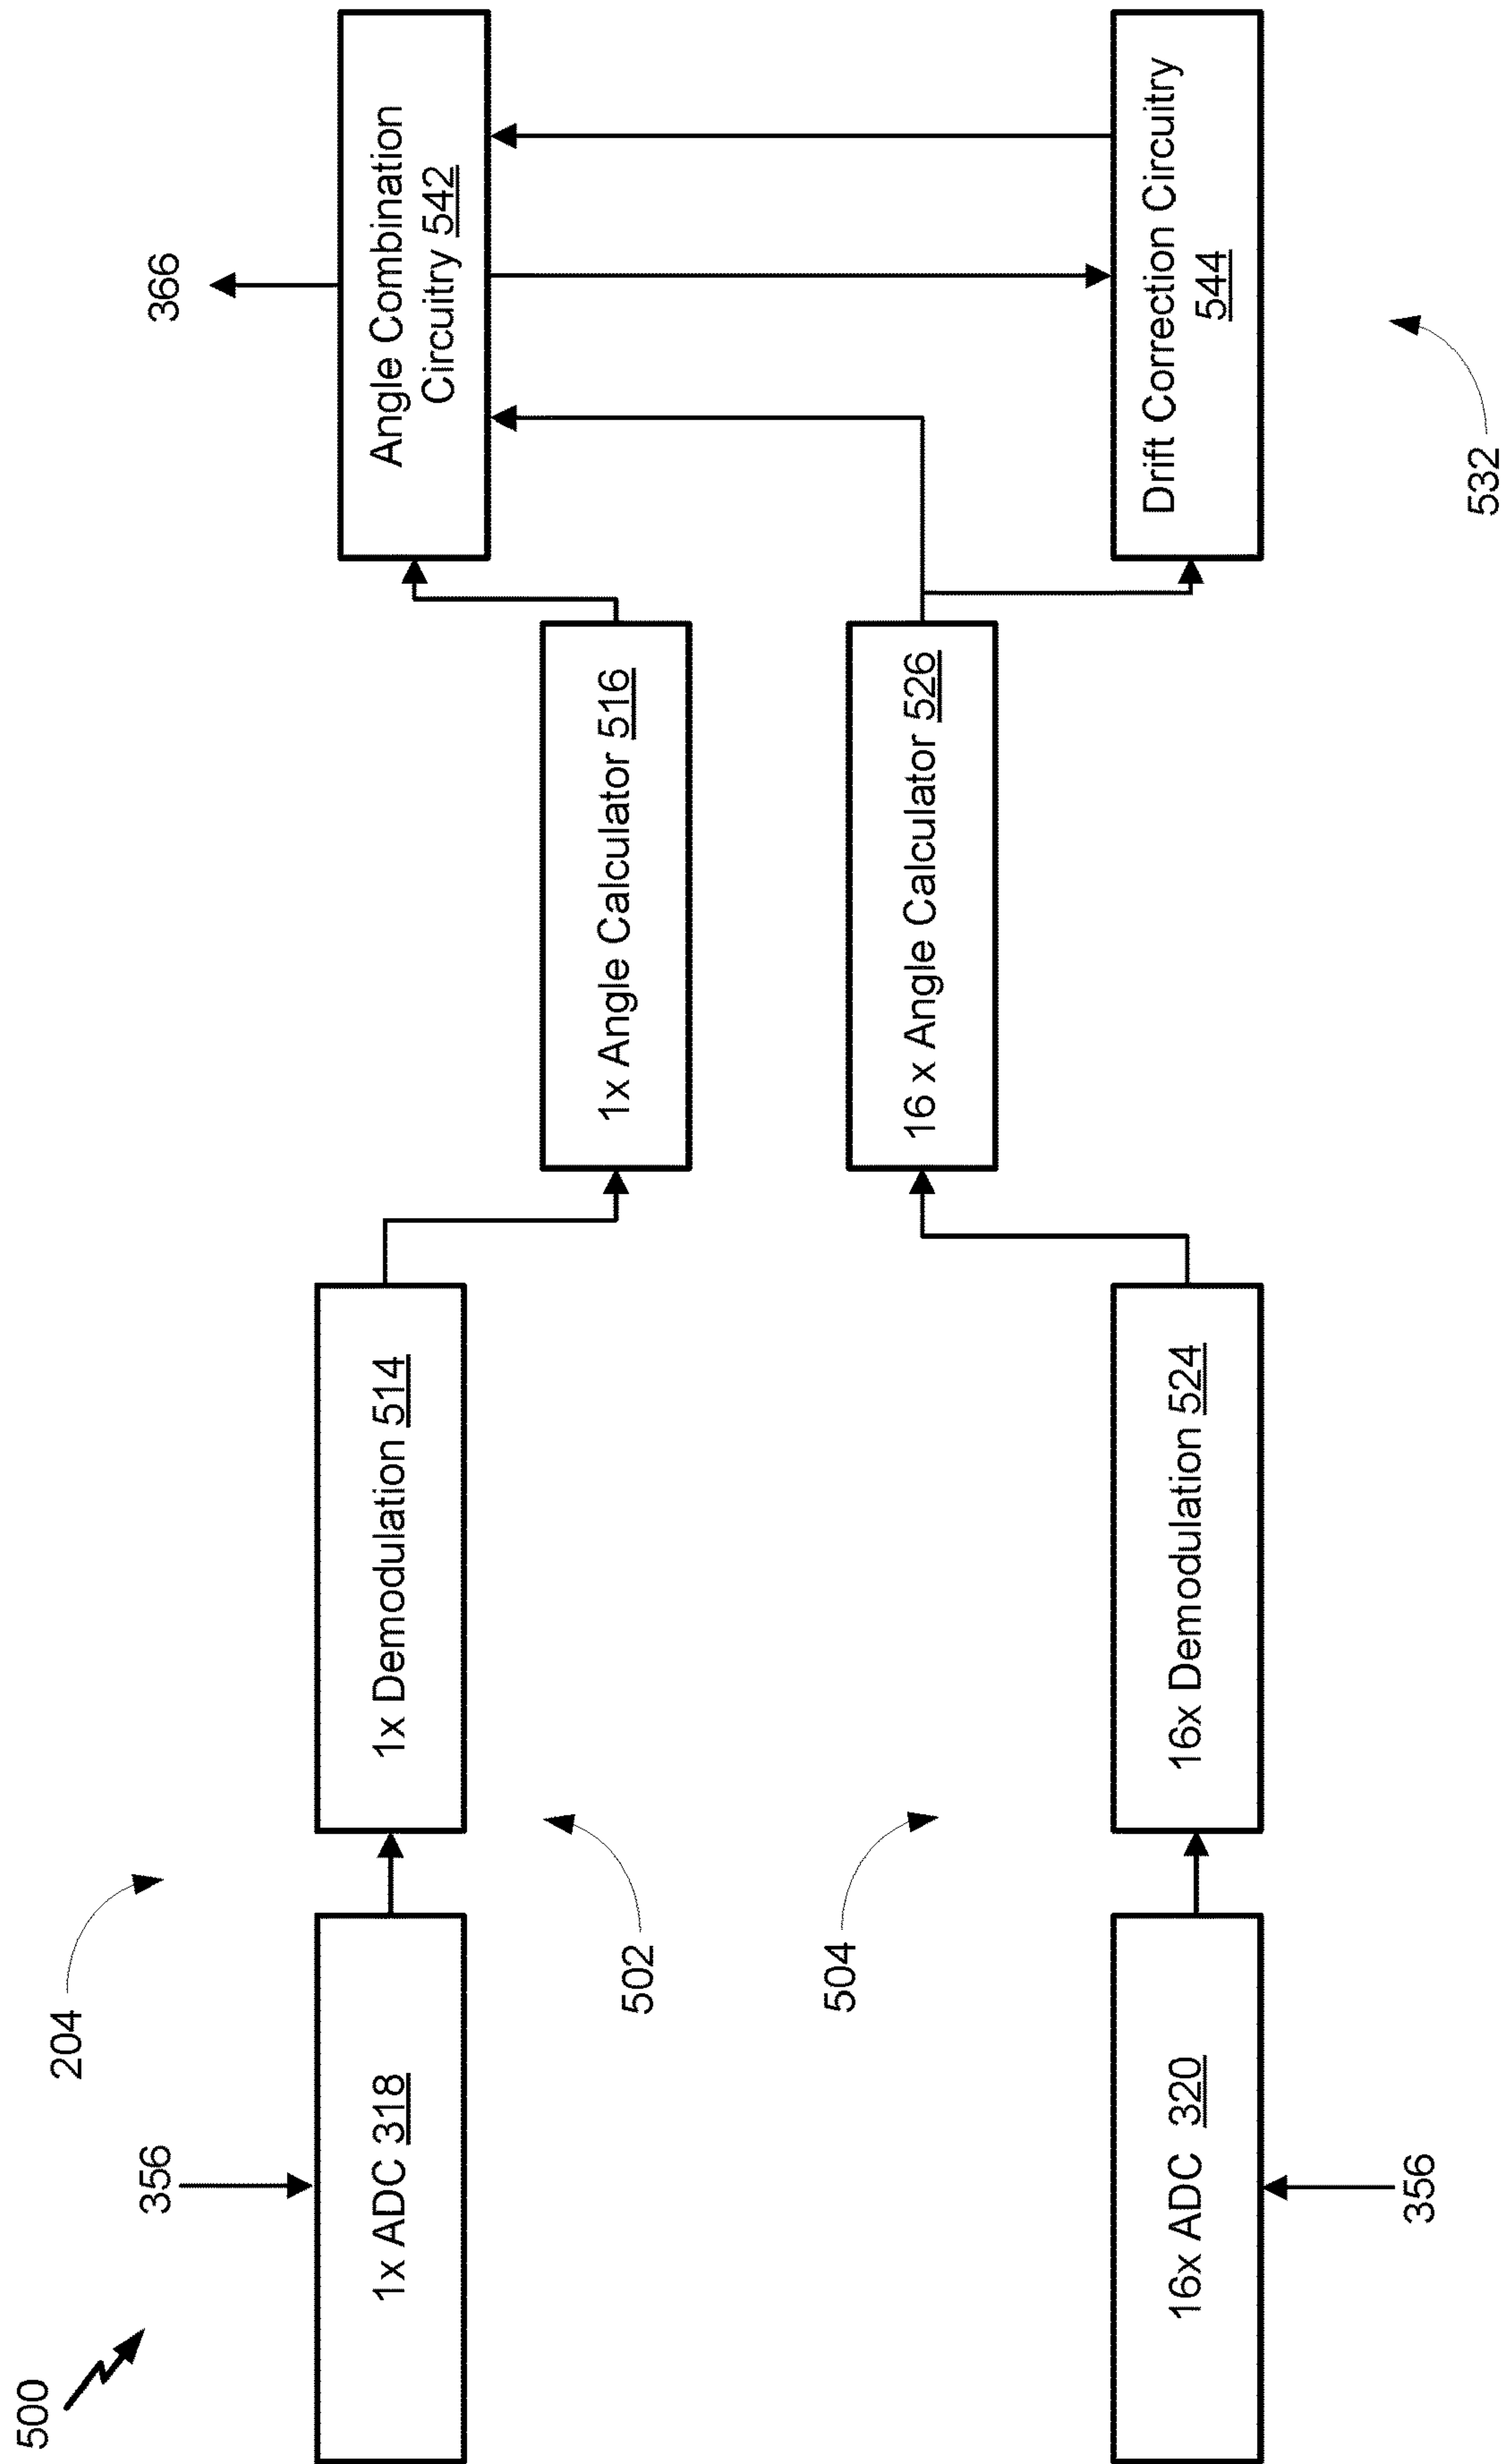 500
204
356
1x ADC 318
1x Demodulation 514
502
1x Angle Calculator 516
366
Angle Combination
Circuitry 542
504
16x ADC 320
356
16x Demodulation 524
16 x Angle Calculator 526
Drift Correction Circuitry
544
532